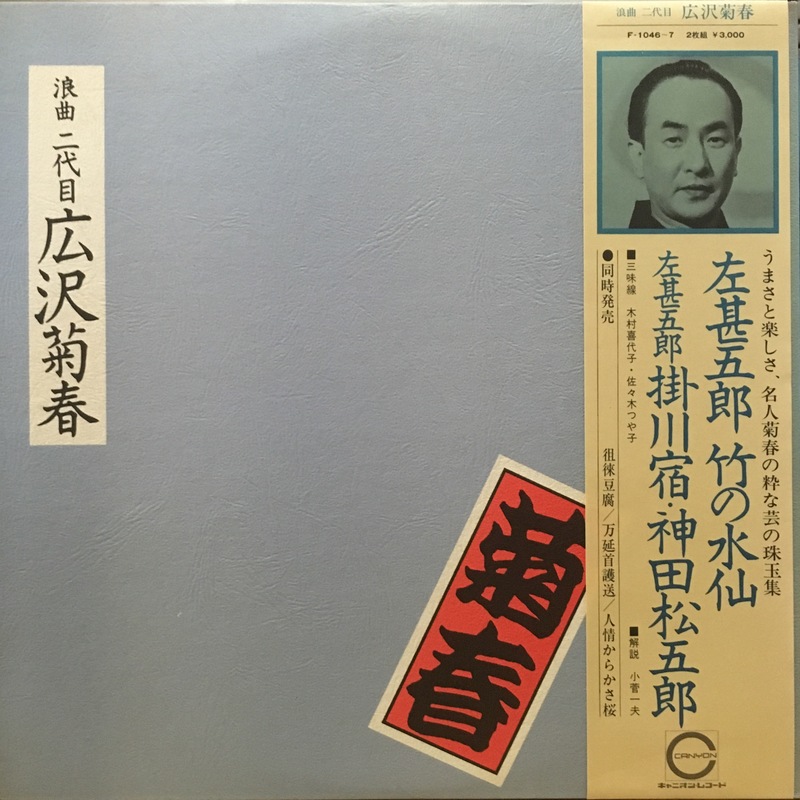 浪曲 二代目 広沢菊春
F-1046~7 2枚組 ¥3,000
うまさと楽しさ、名人菊春の粋な芸の珠玉集
左甚五郎 竹の水仙
左甚五郎 掛川宿・神田松五郎
■三味線 木村喜代子・佐々木つや子
■解説 小菅一夫
●同時発売
徂徠豆腐/万延首護送/人情からかさ桜
CANYON
キャニオン・レコード
浪曲 二代目 広沢菊春
菊春